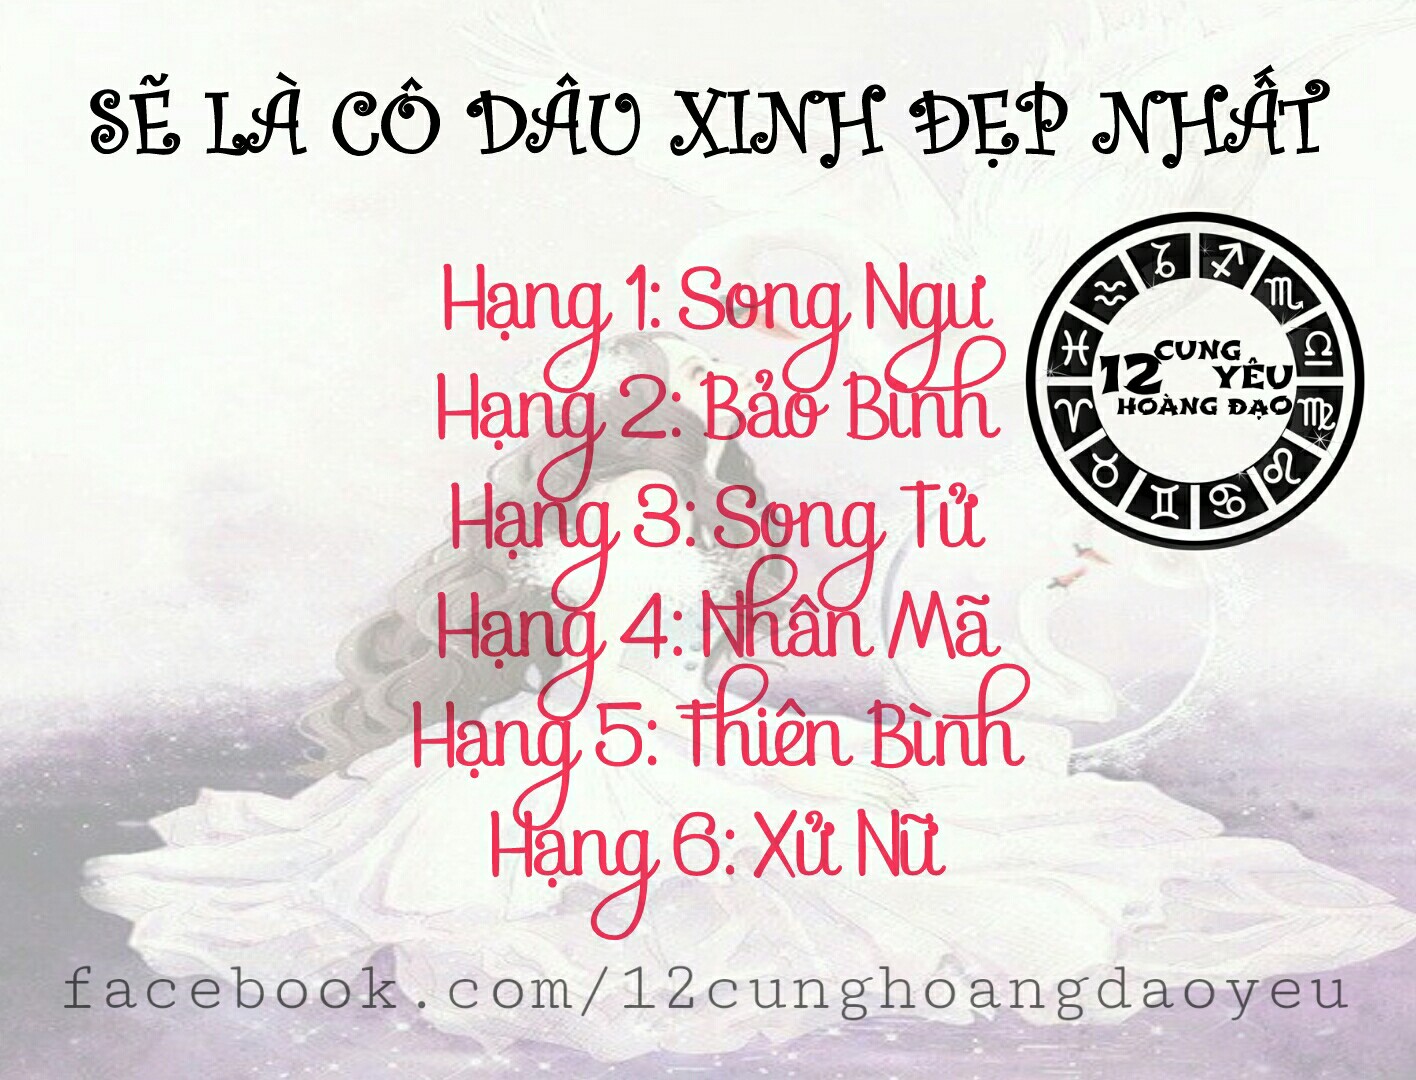 SẼ LÀ CÔ DÂU XINH ĐẸP NHẤT
Hạng 1: Song Ngư
Hạng 2: Bảo Bình
Hạng 3: Song Tử
Hạng 4: Nhân Mã
Hạng 5: Thiên Bình
Hạng 6: Xử Nữ
12 CUNG YÊU
HOÀNG ĐẠO
facebook.com/12cunghoangdaoyeu